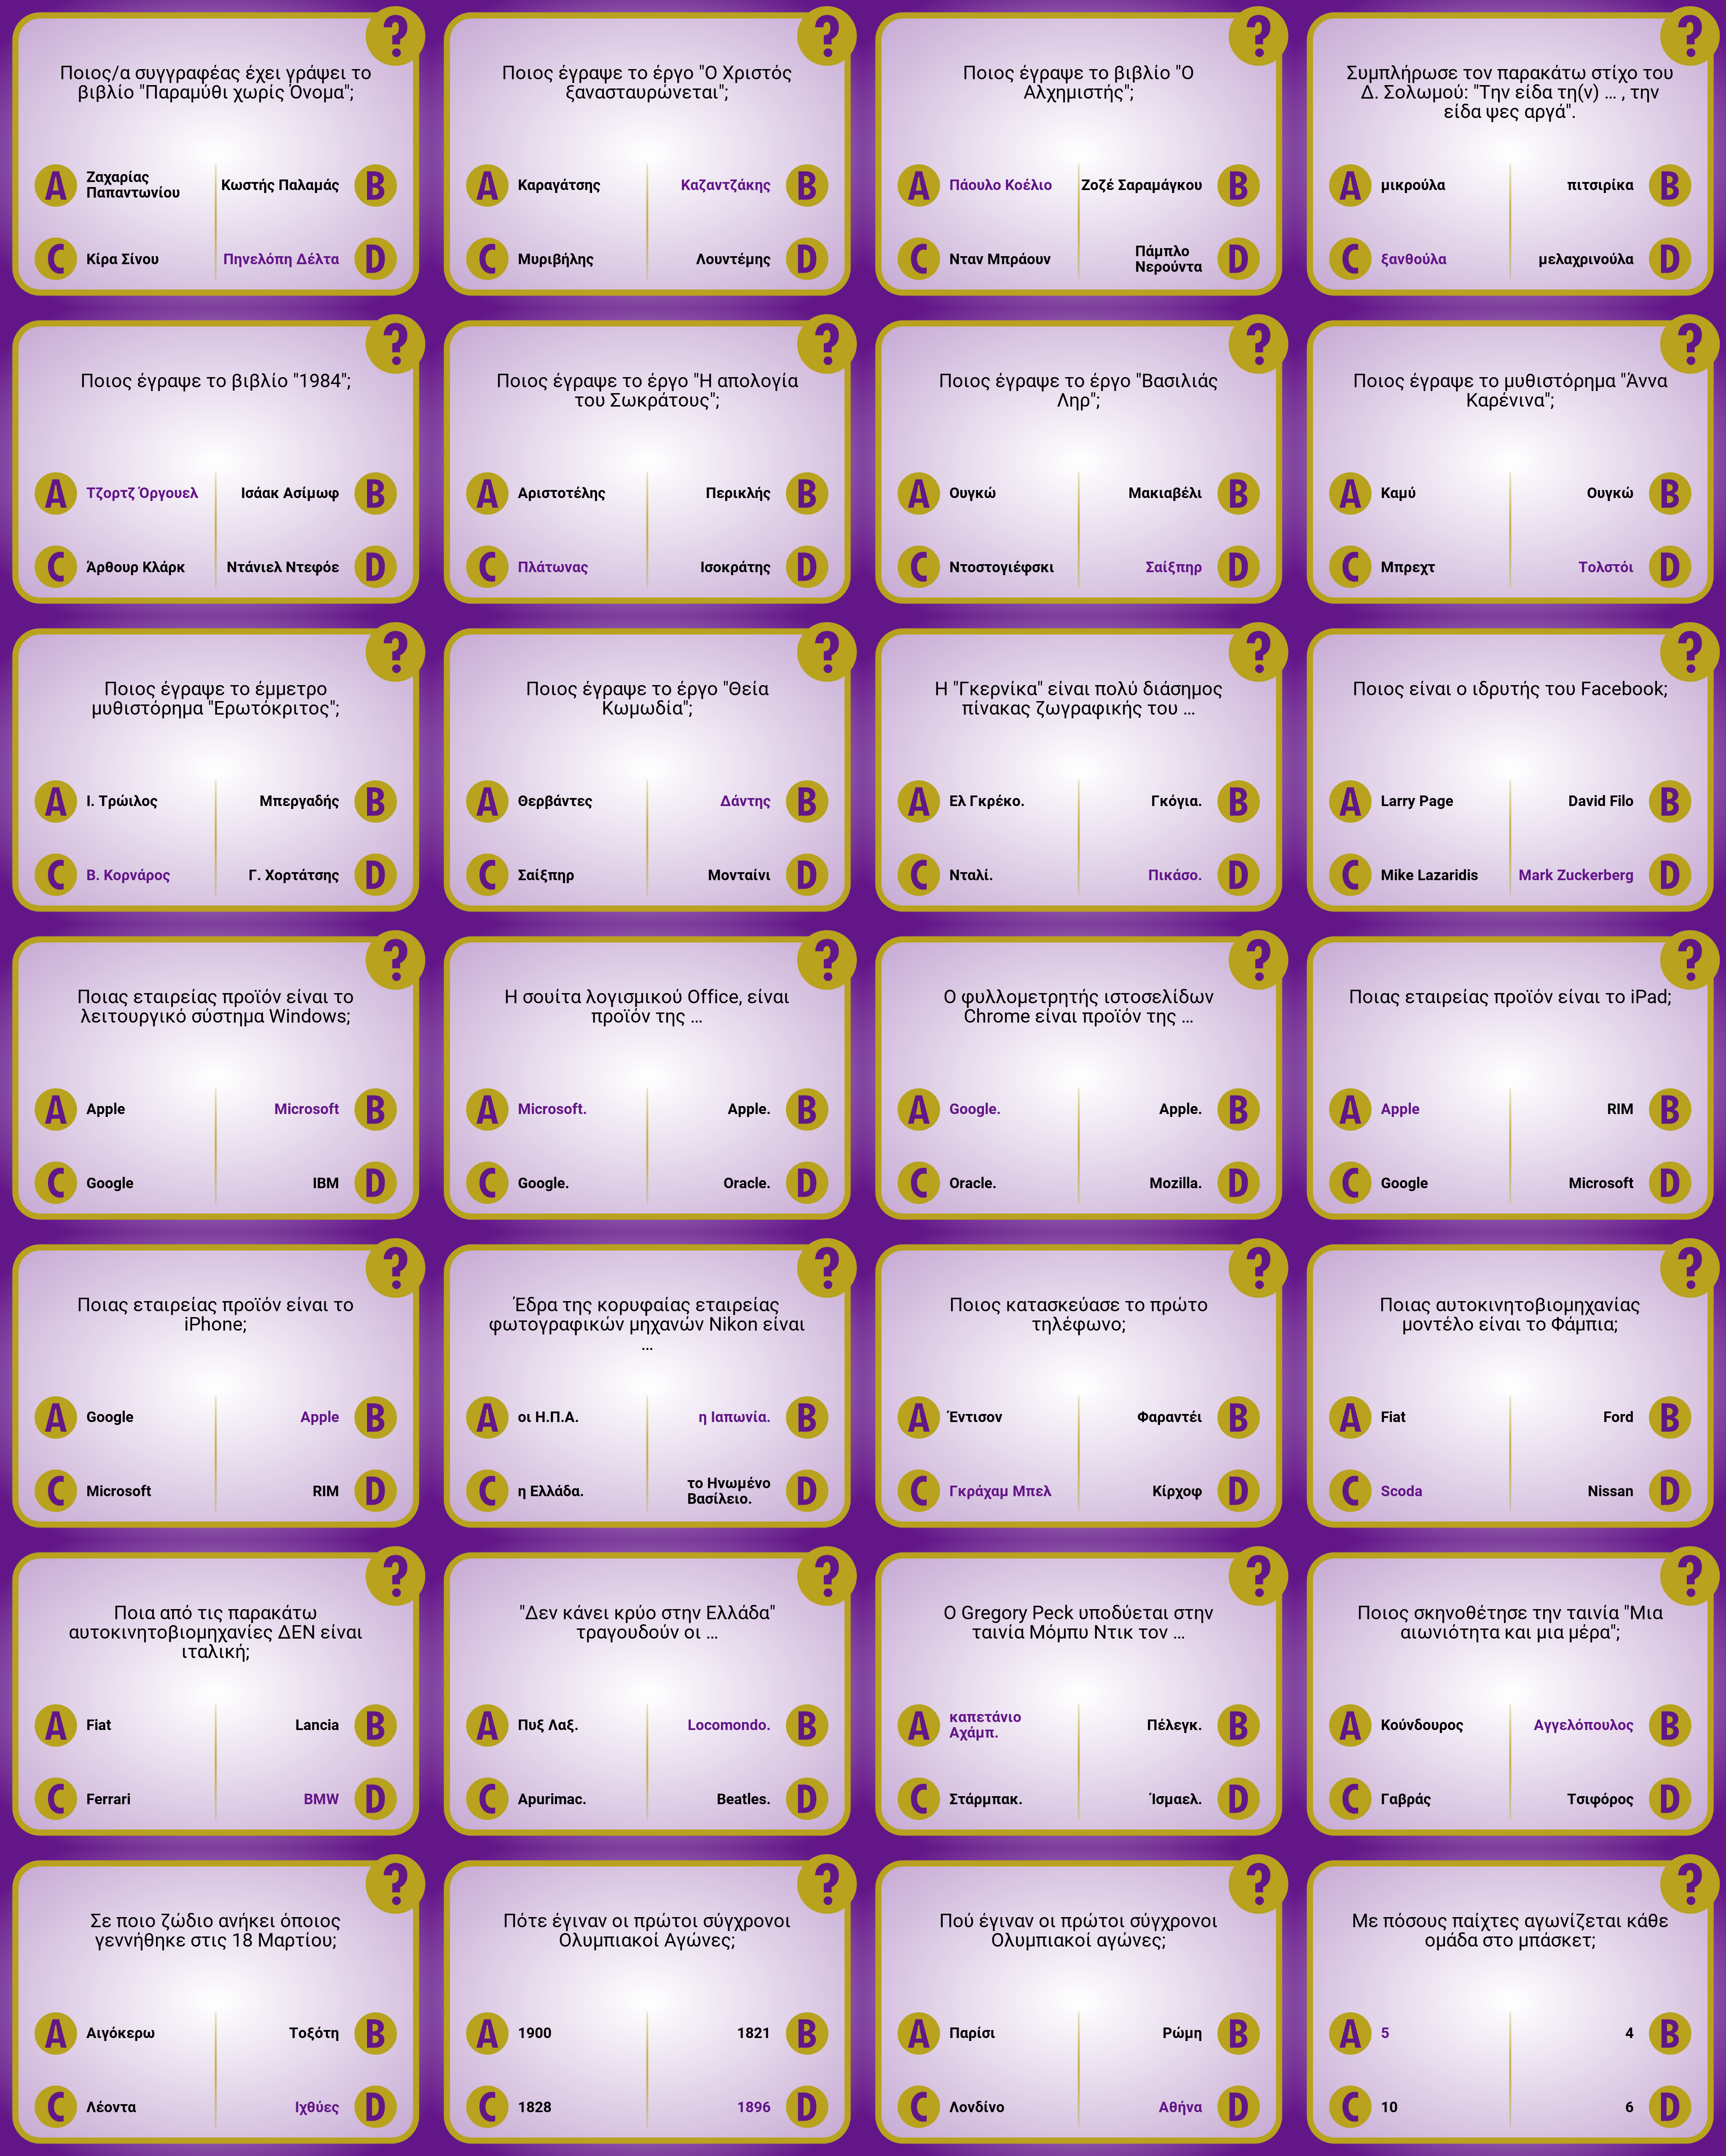 ?
Ποιος/α συγγραφέας έχει γράψει το
βιβλίο "Παραμύθι χωρίς Όνομα";
A Ζαχαρίας
Παπαντωνίου
Κωστής Παλαμάς B
C Κίρα Σίνου
Πηνελόπη Δέλτα D
?
Ποιος έγραψε το έργο "Ο Χριστός
ξανασταυρώνεται";
A Καραγάτσης
Καζαντζάκης B
C Μυριβήλης
Λουντέμης D
?
Ποιος έγραψε το βιβλίο "Ο
Αλχημιστής";
A Πάουλο Κοέλιο
Ζοζέ Σαραμάγκου B
C Νταν Μπράουν
Πάμπλο
Νερούντα D
?
Συμπλήρωσε τον παρακάτω στίχο του
Δ. Σολωμού: "Την είδα τη(ν) ... , την
είδα ψες αργά".
A μικρούλα
πιτσιρίκα B
C ξανθούλα
μελαχρινούλα D
?
Ποιος έγραψε το βιβλίο "1984";
A Τζορτζ Όργουελ
Ισάακ Ασίμωφ B
C Άρθουρ Κλάρκ
Ντάνιελ Ντεφόε D
?
Ποιος έγραψε το έργο "Η απολογία
του Σωκράτους";
A Αριστοτέλης
Περικλής B
C Πλάτωνας
Ισοκράτης D
?
Ποιος έγραψε το έργο "Βασιλιάς
Ληρ";
A Ουγκώ
Μακιαβέλι B
C Ντοστογιέφσκι
Σαίξπηρ D
?
Ποιος έγραψε το μυθιστόρημα "Άννα
Καρένινα";
A Καμύ
Ουγκώ B
C Μπρεχτ
Τολστόι D
?
Ποιος έγραψε το έμμετρο
μυθιστόρημα "Ερωτόκριτος";
A Ι. Τρώιλος
Μπεργαδής B
C Β. Κορνάρος
Γ. Χορτάτσης D
?
Ποιος έγραψε το έργο "Θεία
Κωμωδία";
A Θερβάντες
Δάντης B
C Σαίξπηρ
Μονταίνι D
?
Η "Γκερνίκα" είναι πολύ διάσημος
πίνακας ζωγραφικής του ...
A Ελ Γκρέκο.
Γκόγια. B
C Νταλί.
Πικάσο. D
?
Ποιος είναι ο ιδρυτής του Facebook;
A Larry Page
David Filo B
C Mike Lazaridis
Mark Zuckerberg D
?
Ποιας εταιρείας προϊόν είναι το
λειτουργικό σύστημα Windows;
A Apple
Microsoft B
C Google
IBM D
?
Η σουίτα λογισμικού Office, είναι
προϊόν της ...
A Microsoft.
Apple. B
C Google.
Oracle. D
?
Ο φυλλομετρητής ιστοσελίδων
Chrome είναι προϊόν της ...
A Google.
Apple. B
C Oracle.
Mozilla. D
?
Ποιας εταιρείας προϊόν είναι το iPad;
A Apple
RIM B
C Google
Microsoft D
?
Ποιας εταιρείας προϊόν είναι το
iPhone;
A Google
Apple B
C Microsoft
RIM D
?
Έδρα της κορυφαίας εταιρείας
φωτογραφικών μηχανών Nikon είναι
...
A οι Η.Π.Α.
η Ιαπωνία. B
C η Ελλάδα.
το Ηνωμένο
Βασίλειο. D
?
Ποιος κατασκεύασε το πρώτο
τηλέφωνο;
A Έντισον
Φαραντέι B
C Γκράχαμ Μπελ
Κίρχοφ D
?
Ποιας αυτοκινητοβιομηχανίας
μοντέλο είναι το Φάμπια;
A Fiat
Ford B
C Scoda
Nissan D
?
Ποια από τις παρακάτω
αυτοκινητοβιομηχανίες ΔΕΝ είναι
ιταλική;
A Fiat
Lancia B
C Ferrari
BMW D
?
"Δεν κάνει κρύο στην Ελλάδα"
τραγουδούν οι ...
A Πυξ Λαξ.
Locomondo. B
C Apurimac.
Beatles. D
?
Ο Gregory Peck υποδύεται στην
ταινία Μόμπυ Ντικ τον ...
A καπετάνιο
Αχάμπ.
Πέλεγκ. B
C Στάρμπακ.
Ίσμαελ. D
?
Ποιος σκηνοθέτησε την ταινία "Μια
αιωνιότητα και μια μέρα";
A Κούνδουρος
Αγγελόπουλος B
C Γαβράς
Τσιφόρος D
?
Σε ποιο ζώδιο ανήκει όποιος
γεννήθηκε στις 18 Μαρτίου;
A Αιγόκερω
Τοξότη B
C Λέοντα
Ιχθύες D
?
Πότε έγιναν οι πρώτοι σύγχρονοι
Ολυμπιακοί Αγώνες;
A 1900
1821 B
C 1828
1896 D
?
Πού έγιναν οι πρώτοι σύγχρονοι
Ολυμπιακοί αγώνες;
A Παρίσι
Ρώμη B
C Λονδίνο
Αθήνα D
?
Με πόσους παίχτες αγωνίζεται κάθε
ομάδα στο μπάσκετ;
A 5
4 B
C 10
6 D